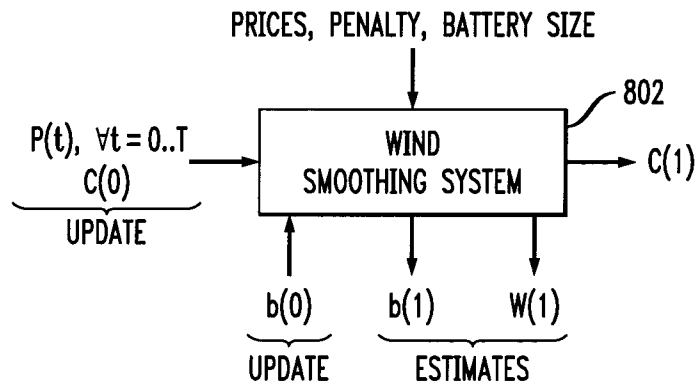 PRICES, PENALTY, BATTERY SIZE
802
P(t), ∀t = 0..T
C(0)
UPDATE
WIND
SMOOTHING SYSTEM
C(1)
b(0)
b(1)
W(1)
UPDATE
ESTIMATES